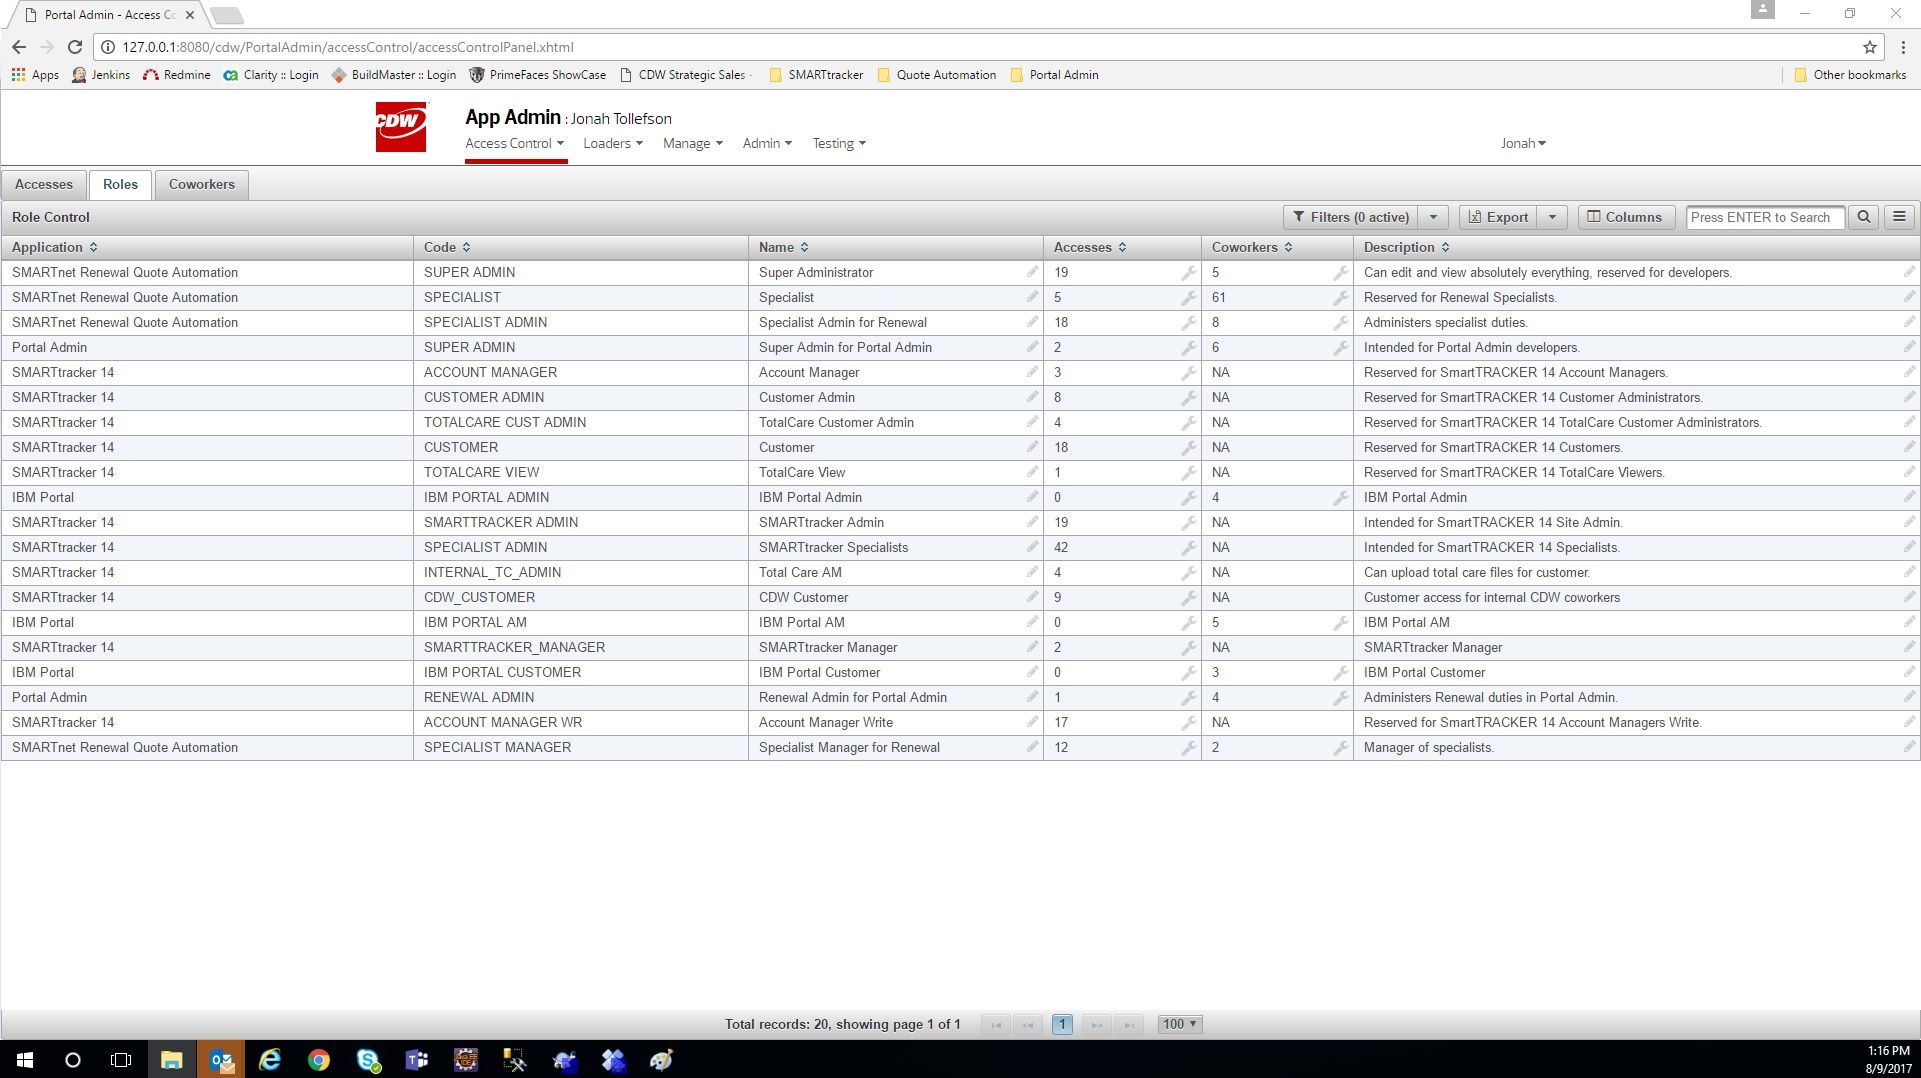 Portal Admin - Access Co
127.0.0.1:8080/cdw/PortalAdmin/accessControl/accessControlPanel.xhtml
Apps Jenkins Redmine Clarity :: Login BuildMaster :: Login PrimeFaces ShowCase CDW Strategic Sales - SMARTtracker Quote Automation Portal Admin Other bookmarks
CDW App Admin : Jonah Tollefson
Access Control Loaders Manage Admin Testing Jonah
Accesses Roles Coworkers
Role Control Filters (0 active) Export Columns Press ENTER to Search
Application Code Name Accesses Coworkers Description
SMARTnet Renewal Quote Automation SUPER ADMIN Super Administrator 19 5 Can edit and view absolutely everything, reserved for developers.
SMARTnet Renewal Quote Automation SPECIALIST Specialist 5 61 Reserved for Renewal Specialists.
SMARTnet Renewal Quote Automation SPECIALIST ADMIN Specialist Admin for Renewal 18 8 Administers specialist duties.
Portal Admin SUPER ADMIN Super Admin for Portal Admin 2 6 Intended for Portal Admin developers.
SMARTtracker 14 ACCOUNT MANAGER Account Manager 3 NA Reserved for SmartTRACKER 14 Account Managers.
SMARTtracker 14 CUSTOMER ADMIN Customer Admin 8 NA Reserved for SmartTRACKER 14 Customer Administrators.
SMARTtracker 14 TOTALCARE CUST ADMIN TotalCare Customer Admin 4 NA Reserved for SmartTRACKER 14 TotalCare Customer Administrators.
SMARTtracker 14 CUSTOMER Customer 18 NA Reserved for SmartTRACKER 14 Customers.
SMARTtracker 14 TOTALCARE VIEW TotalCare View 1 NA Reserved for SmartTRACKER 14 TotalCare Viewers.
IBM Portal IBM PORTAL ADMIN IBM Portal Admin 0 4 IBM Portal Admin
SMARTtracker 14 SMARTTRACKER ADMIN SMARTtracker Admin 19 NA Intended for SmartTRACKER 14 Site Admin.
SMARTtracker 14 SPECIALIST ADMIN SMARTtracker Specialists 42 NA Intended for SmartTRACKER 14 Specialists.
SMARTtracker 14 INTERNAL_TC_ADMIN Total Care AM 4 NA Can upload total care files for customer.
SMARTtracker 14 CDW_CUSTOMER CDW Customer 9 NA Customer access for internal CDW coworkers
IBM Portal IBM PORTAL AM IBM Portal AM 0 5 IBM Portal AM
SMARTtracker 14 SMARTTRACKER_MANAGER SMARTtracker Manager 2 NA SMARTtracker Manager
IBM Portal IBM PORTAL CUSTOMER IBM Portal Customer 0 3 IBM Portal Customer
Portal Admin RENEWAL ADMIN Renewal Admin for Portal Admin 1 4 Administers Renewal duties in Portal Admin.
SMARTtracker 14 ACCOUNT MANAGER WR Account Manager Write 17 NA Reserved for SmartTRACKER 14 Account Managers Write.
SMARTnet Renewal Quote Automation SPECIALIST MANAGER Specialist Manager for Renewal 12 2 Manager of specialists.
Total records: 20, showing page 1 of 1 1 100
1:16 PM
8/9/2017